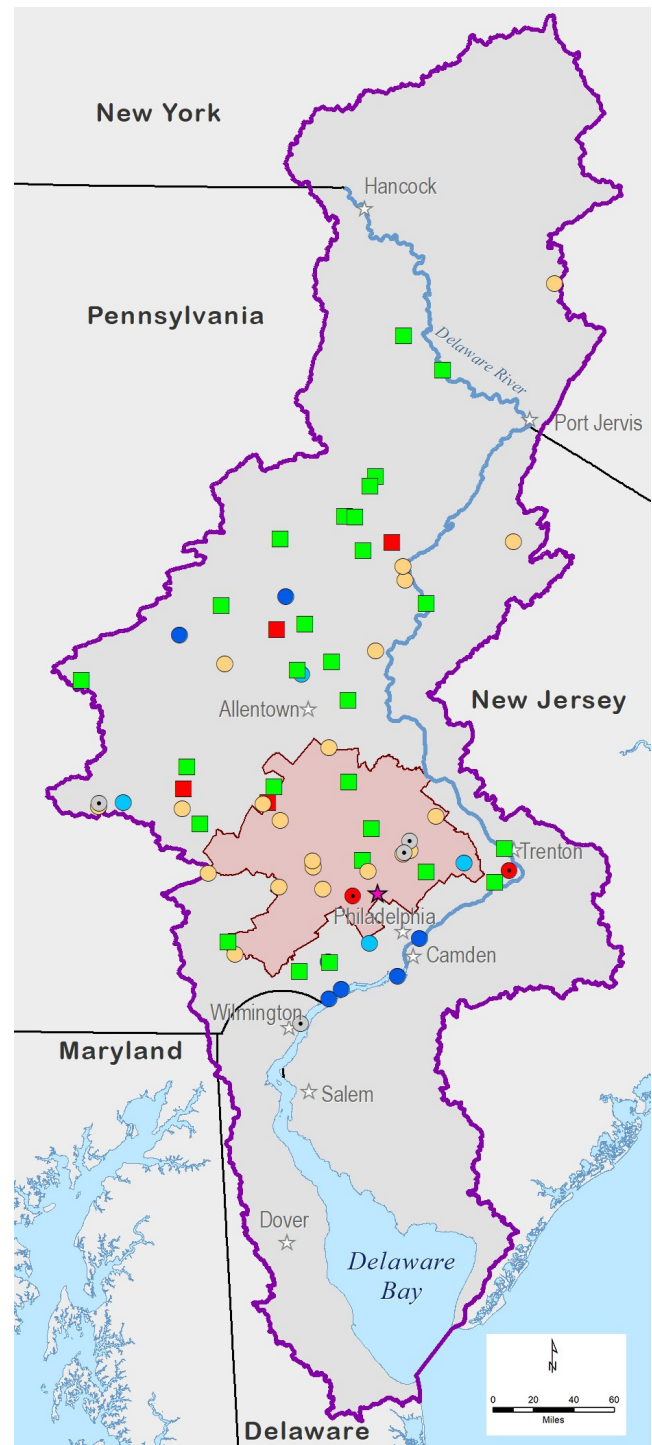 New York
Hancock
Pennsylvania
Delaware River
Port Jervis
New Jersey
Allentown
Trenton
Philadelphia
Camden
Wilmington
Maryland
Salem
Dover
Delaware
Bay
N
0 20 40 60
Miles
Delaware